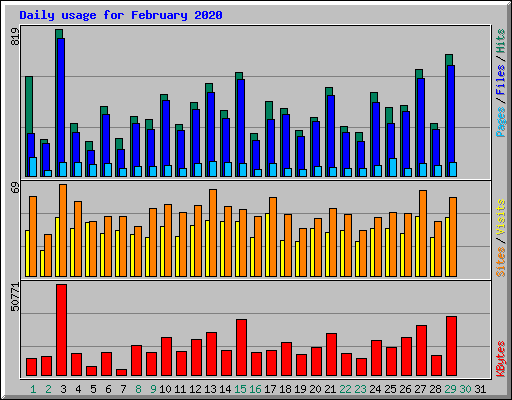 Daily usage for February 2020
819
Pages / Files / Hits
69
Sites / Visits
50771
KBytes
1 2 3 4 5 6 7 8 9 10 11 12 13 14 15 16 17 18 19 20 21 22 23 24 25 26 27 28 29 30 31